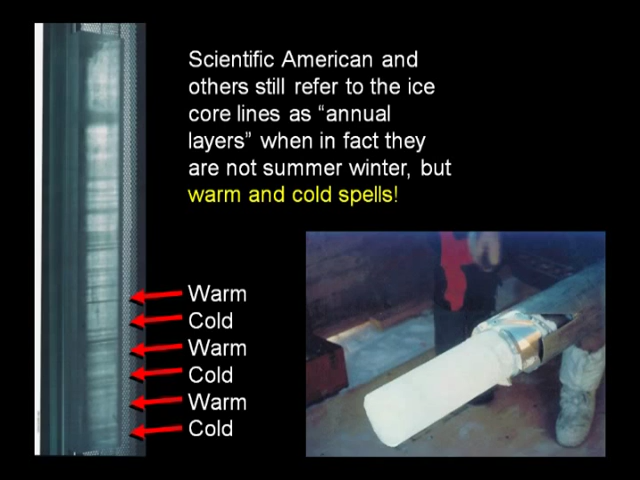 Scientific American and
others still refer to the ice
core lines as “annual
layers” when in fact they
are not summer winter, but
warm and cold spells!
Warm
Cold
Warm
Cold
Warm
Cold